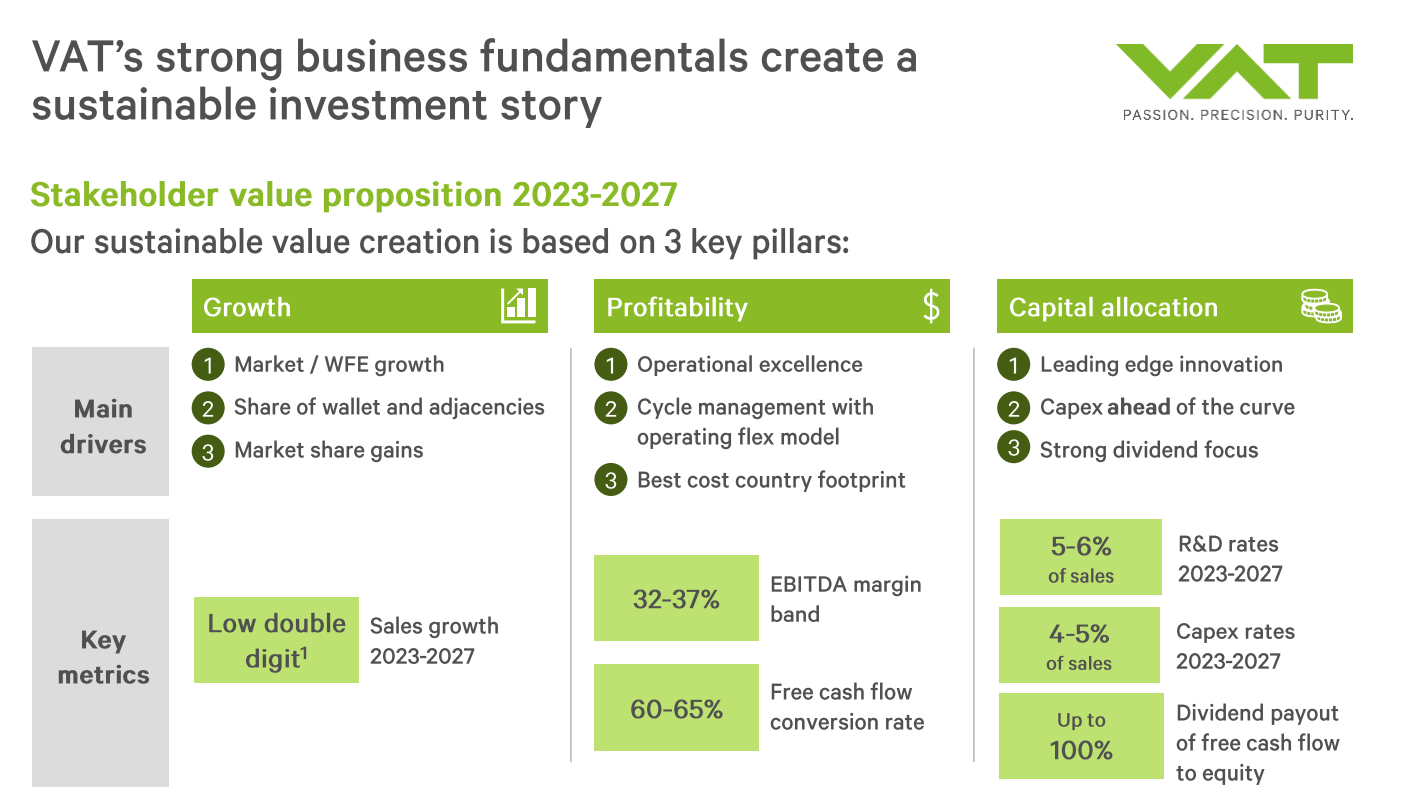 VAT's strong business fundamentals create a
sustainable investment story
VAT
PASSION. PRECISION. PURITY.
Stakeholder value proposition 2023-2027
Our sustainable value creation is based on 3 key pillars:
Growth
Profitability
$
Capital allocation
Main
drivers
1 Market / WFE growth
2 Share of wallet and adjacencies
3 Market share gains
1 Operational excellence
2 Cycle management with
operating flex model
3 Best cost country footprint
1 Leading edge innovation
2 Capex ahead of the curve
3 Strong dividend focus
Key
metrics
Low double
digit¹
Sales growth
2023-2027
32-37%
EBITDA margin
band
60-65%
Free cash flow
conversion rate
5-6%
of sales
R&D rates
2023-2027
4-5%
of sales
Capex rates
2023-2027
Up to
100%
Dividend payout
of free cash flow
to equity